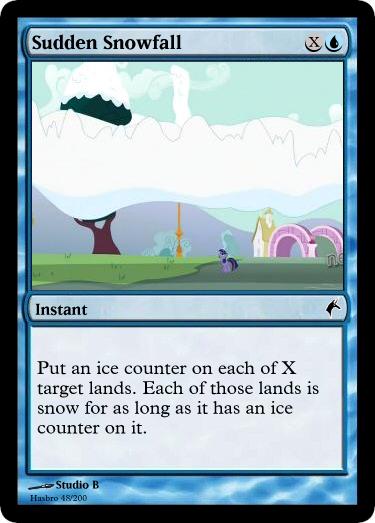 Sudden Snowfall X
Instant
Put an ice counter on each of X
target lands. Each of those lands is
snow for as long as it has an ice
counter on it.
Studio B
Hasbro 48/200